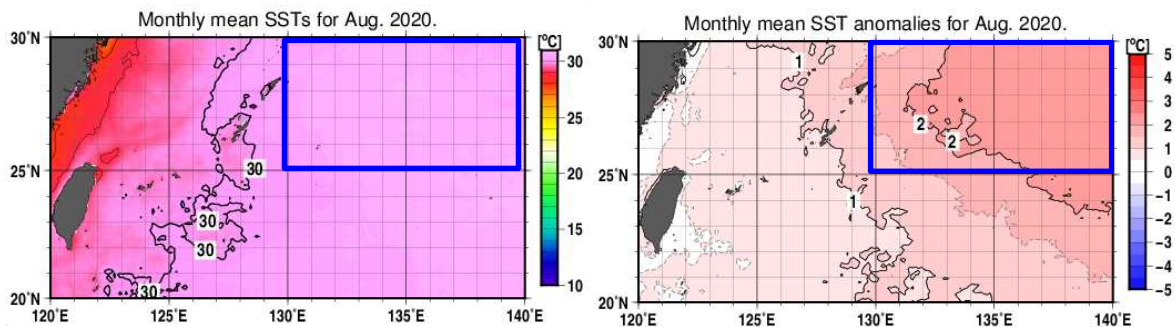 Monthly mean SSTs for Aug. 2020.
30°N
25°N
20°N
120°E
125°E
130°E
135°E
140°E
30
30
30
30
[°C]
30
25
20
15
10
Monthly mean SST anomalies for Aug. 2020.
30°N
25°N
20°N
120°E
125°E
130°E
135°E
140°E
1
2
2
1
[°C]
5
4
3
2
1
0
−1
−2
−3
−4
−5